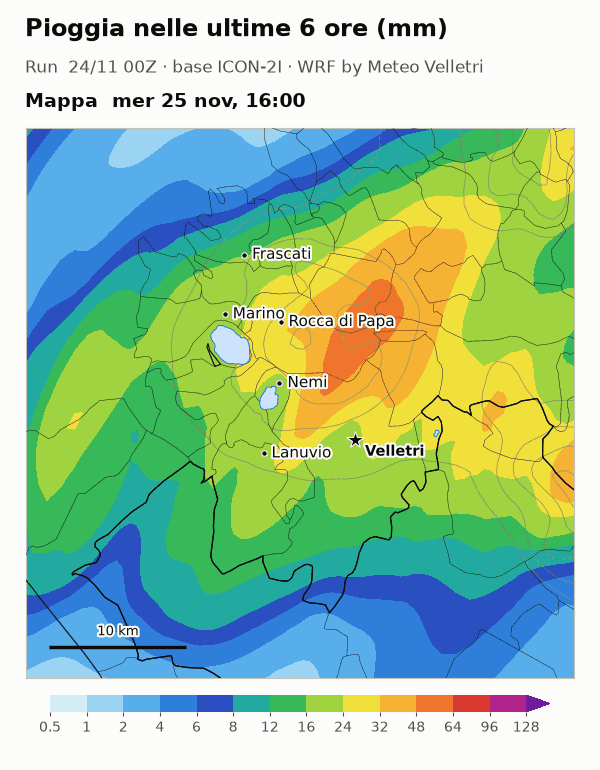 Pioggia nelle ultime 6 ore (mm)
Run  24/11 00Z · base ICON-2I · WRF by Meteo Velletri
Mappa  mer 25 nov, 16:00
Frascati
Marino
Rocca di Papa
Nemi
Velletri
Lanuvio
10 km
0.5 1 2 4 6 8 12 16 24 32 48 64 96 128